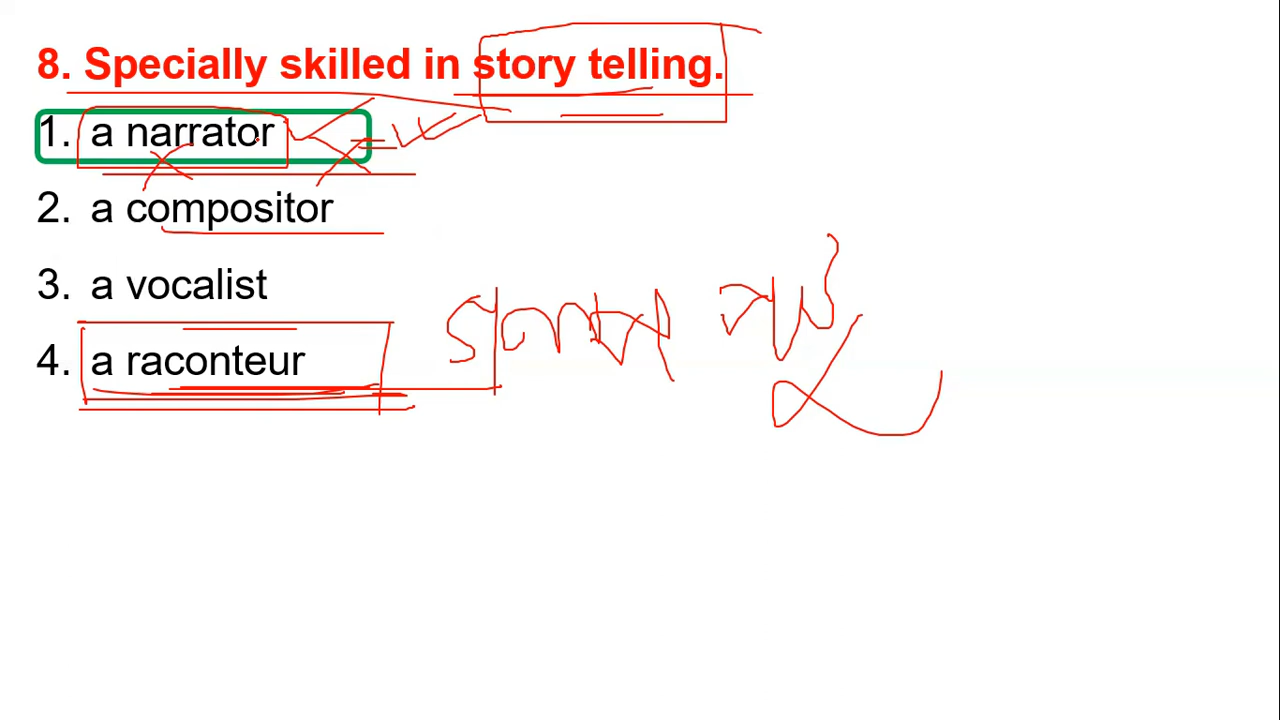 8. Specially skilled in story telling.
1. a narrator
2. a compositor
3. a vocalist
4. a raconteur